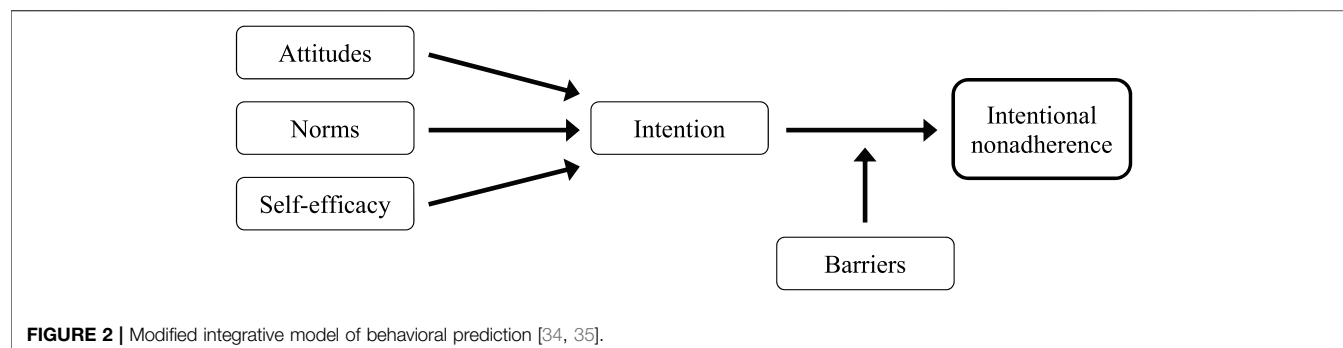 Attitudes
Norms
Self-efficacy
Intention
Barriers
Intentional
nonadherence
FIGURE 2 | Modified integrative model of behavioral prediction [34, 35].